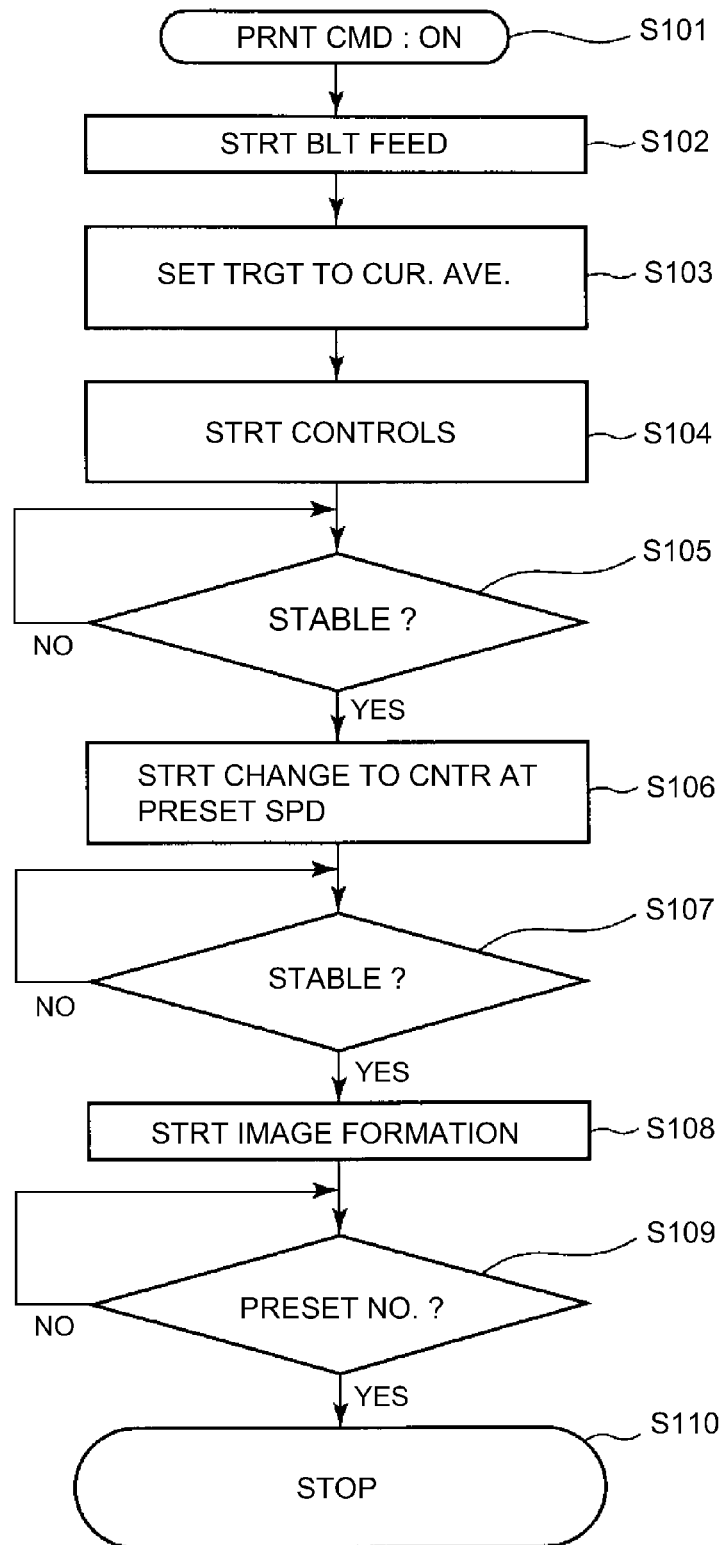 PRNT CMD : ON
S101
STRT BLT FEED
S102
SET TRGT TO CUR. AVE.
S103
STRT CONTROLS
S104
S105
STABLE ?
NO
YES
STRT CHANGE TO CNTR AT
PRESET SPD
S106
S107
STABLE ?
NO
YES
STRT IMAGE FORMATION
S108
S109
PRESET NO. ?
NO
YES
S110
STOP